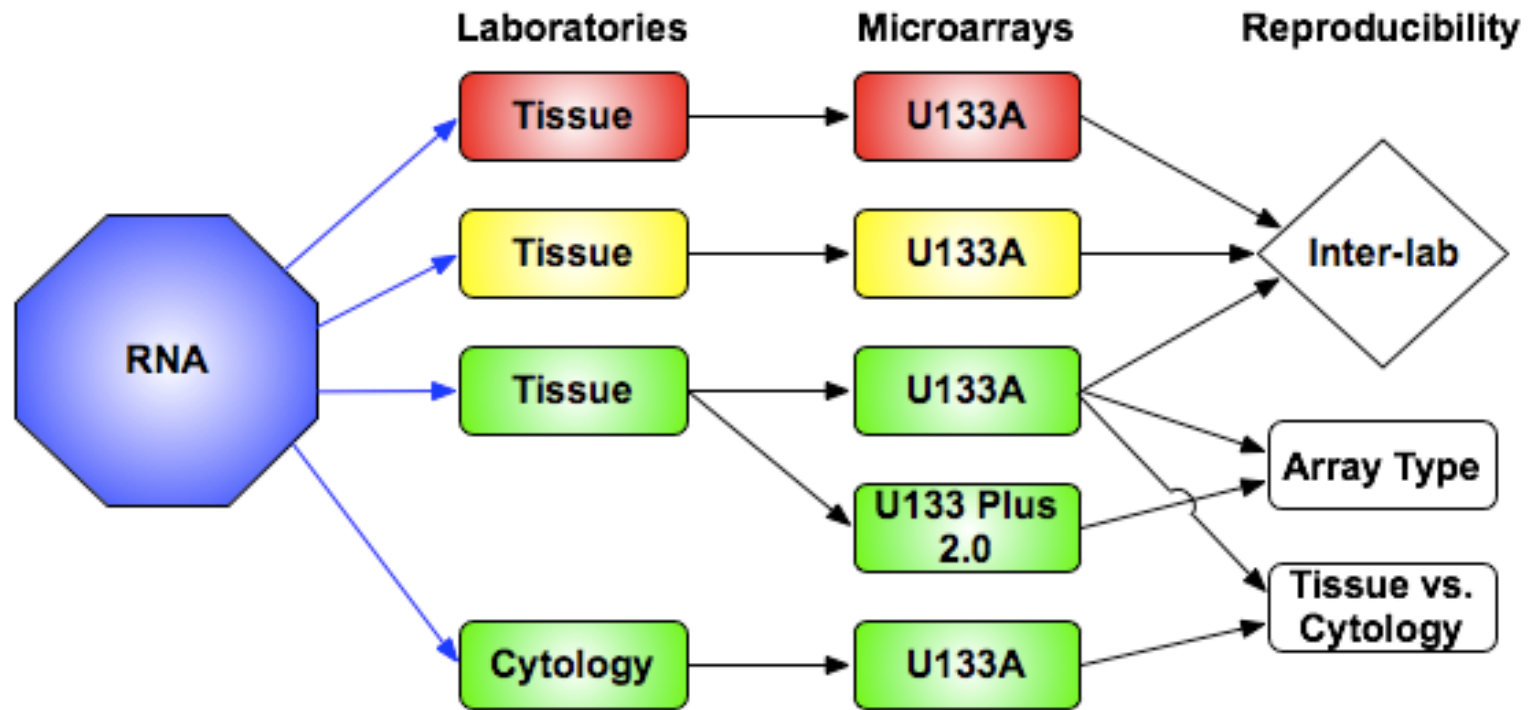 Laboratories
Microarrays
Reproducibility
Tissue
U133A
Tissue
U133A
Inter-lab
RNA
Tissue
U133A
Array Type
U133 Plus
2.0
Tissue vs.
Cytology
Cytology
U133A